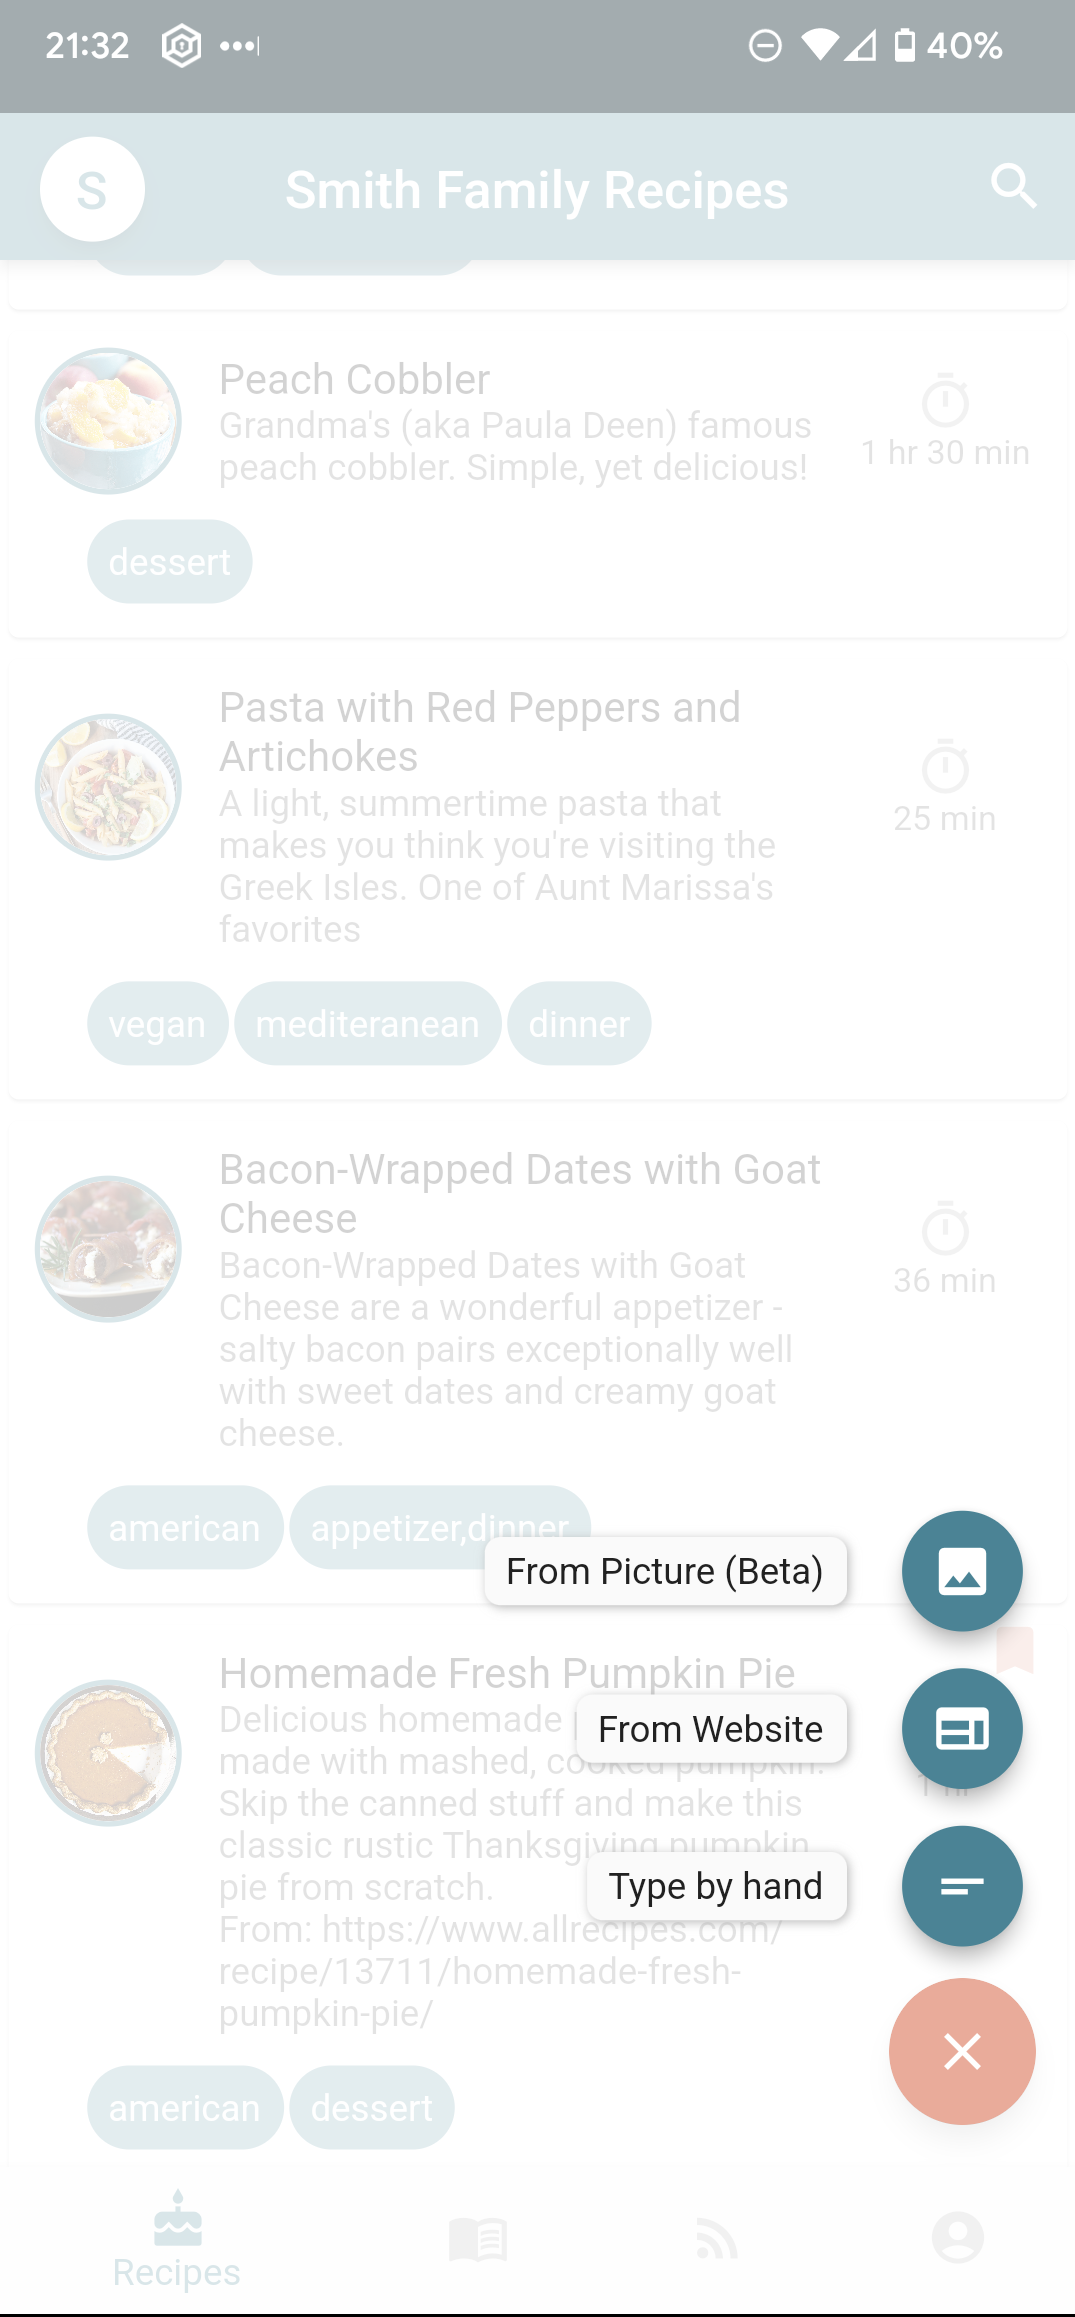 21:32
40%
S
Smith Family Recipes
Peach Cobbler
Grandma's (aka Paula Deen) famous
peach cobbler. Simple, yet delicious!
1 hr 30 min
dessert
Pasta with Red Peppers and
Artichokes
A light, summertime pasta that
makes you think you're visiting the
Greek Isles. One of Aunt Marissa's
favorites
25 min
vegan mediteranean dinner
Bacon-Wrapped Dates with Goat
Cheese
Bacon-Wrapped Dates with Goat
Cheese are a wonderful appetizer -
salty bacon pairs exceptionally well
with sweet dates and creamy goat
cheese.
36 min
american appetizer,dinner
From Picture (Beta)
Homemade Fresh Pumpkin Pie
Delicious homemade
From Website
made with mashed, cooked pumpkin.
1 hr
Skip the canned stuff and make this
classic rustic Thanksgiving pumpkin
pie from scratch.
Type by hand
From: https://www.allrecipes.com/
recipe/13711/homemade-fresh-
pumpkin-pie/
american dessert
Recipes